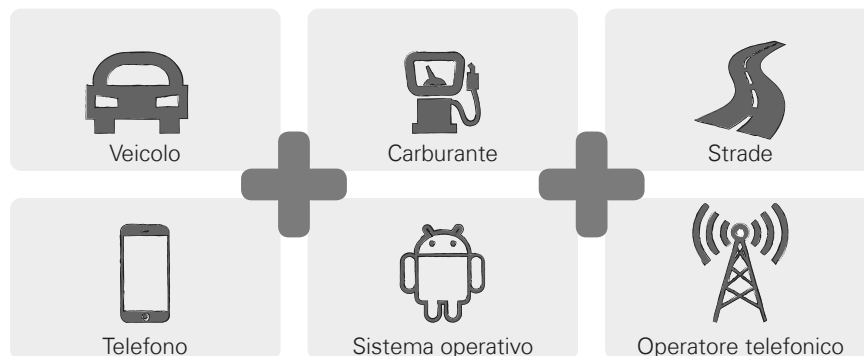 Veicolo
Carburante
Strade
Telefono
Sistema operativo
Operatore telefonico